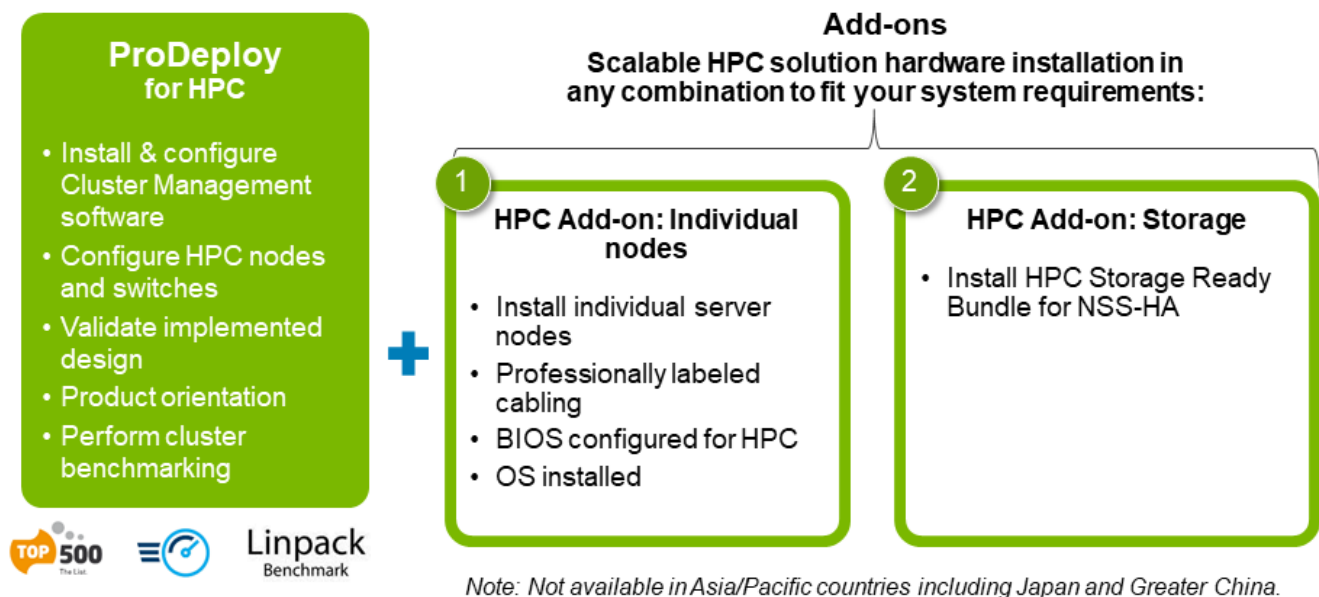 ProDeploy
for HPC
• Install & configure
Cluster Management
software
• Configure HPC nodes
and switches
• Validate implemented
design
• Product orientation
• Perform cluster
benchmarking
TOP 500
The List.
Linpack
Benchmark
Add-ons
Scalable HPC solution hardware installation in
any combination to fit your system requirements:
1
HPC Add-on: Individual
nodes
• Install individual server
nodes
• Professionally labeled
cabling
• BIOS configured for HPC
• OS installed
2
HPC Add-on: Storage
• Install HPC Storage Ready
Bundle for NSS-HA
Note: Not available in Asia/Pacific countries including Japan and Greater China.